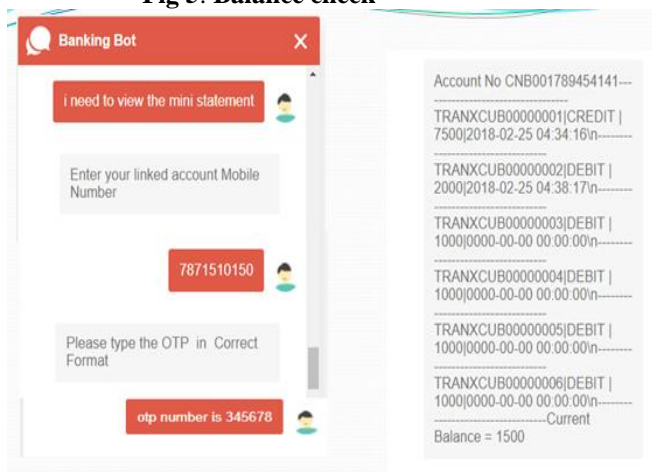 Fig 5: Balance check
Banking Bot X
i need to view the mini statement
Enter your linked account Mobile
Number
7871510150
Please type the OTP in Correct
Format
otp number is 345678
Account No CNB001789454141---
------------------------------
TRANXCUB00000001|CREDIT |
7500|2018-02-25 04:34:16\n--------
-------------------------
TRANXCUB00000002|DEBIT |
2000|2018-02-25 04:38:17\n--------
-------------------------
TRANXCUB00000003|DEBIT |
1000|0000-00-00 00:00:00\n--------
-------------------------
TRANXCUB00000004|DEBIT |
1000|0000-00-00 00:00:00\n--------
-------------------------
TRANXCUB00000005|DEBIT |
1000|0000-00-00 00:00:00\n--------
-------------------------
TRANXCUB00000006|DEBIT |
1000|0000-00-00 00:00:00\n--------
-------------------------Current
Balance = 1500